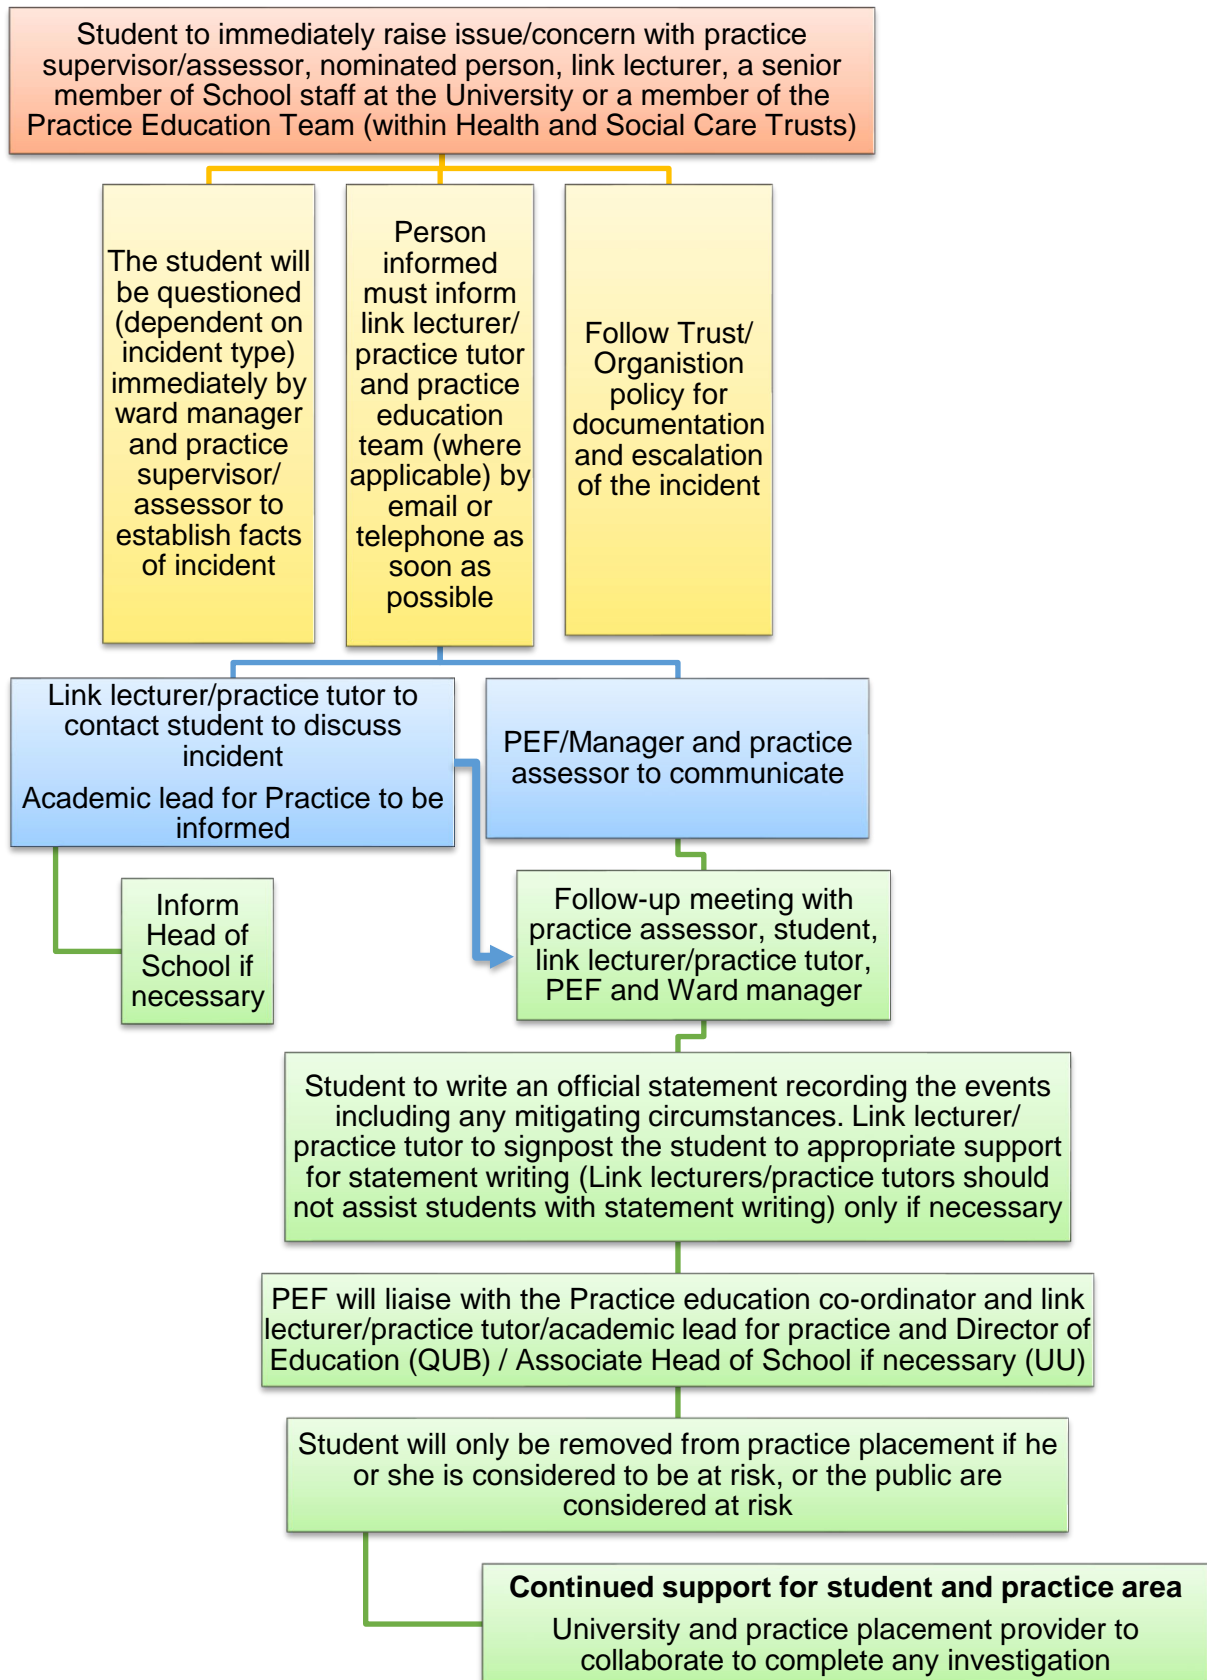 Student to immediately raise issue/concern with practice
supervisor/assessor, nominated person, link lecturer, a senior
member of School staff at the University or a member of the
Practice Education Team (within Health and Social Care Trusts)
The student will
be questioned
(dependent on
incident type)
immediately by
ward manager
and practice
supervisor/
assessor to
establish facts
of incident
Person
informed
must inform
link lecturer/
practice tutor
and practice
education
team (where
applicable) by
email or
telephone as
soon as
possible
Follow Trust/
Organistion
policy for
documentation
and escalation
of the incident
Link lecturer/practice tutor to
contact student to discuss
incident
Academic lead for Practice to be
informed
PEF/Manager and practice
assessor to communicate
Inform
Head of
School if
necessary
Follow-up meeting with
practice assessor, student,
link lecturer/practice tutor,
PEF and Ward manager
Student to write an official statement recording the events
including any mitigating circumstances. Link lecturer/
practice tutor to signpost the student to appropriate support
for statement writing (Link lecturers/practice tutors should
not assist students with statement writing) only if necessary
PEF will liaise with the Practice education co-ordinator and link
lecturer/practice tutor/academic lead for practice and Director of
Education (QUB) / Associate Head of School if necessary (UU)
Student will only be removed from practice placement if he
or she is considered to be at risk, or the public are
considered at risk
Continued support for student and practice area
University and practice placement provider to
collaborate to complete any investigation